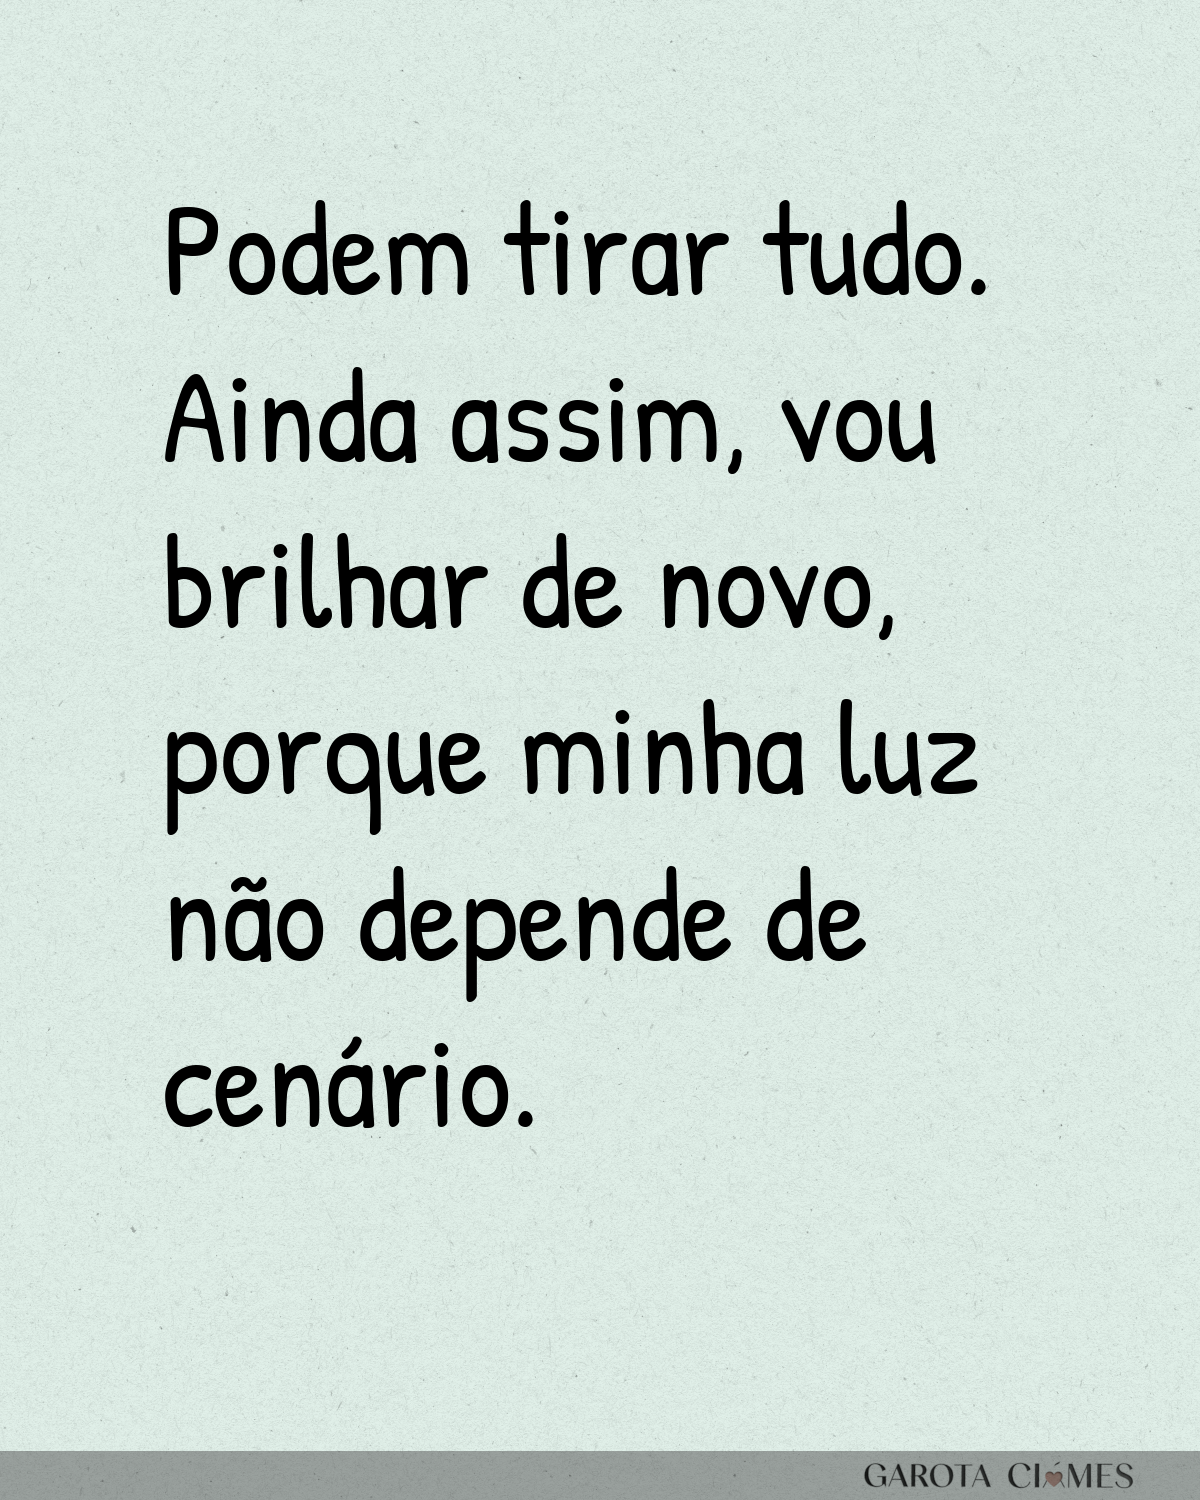 Podem tirar tudo.
Ainda assim, vou
brilhar de novo,
porque minha luz
não depende de
cenário.
GAROTA CIÚMES